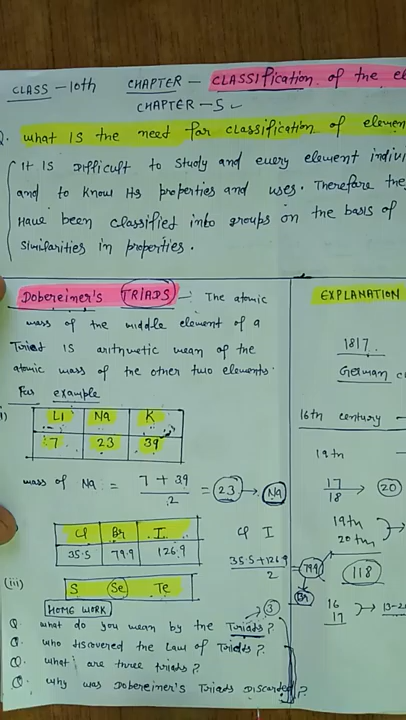 CLASS - 10th CHAPTER - CLASSIFICATION of the el
CHAPTER - 5
Q. what IS the need for classification of elemen
It IS Difficult to study and every element indivi
and to know its properties and uses. Therefore the
Have been classified into groups on the basis of
Similarities in properties.
Dobereiner's TRIADS -: The atomic
mass of the middle element of a
Triad IS arithmetic mean of the
atomic mass of the other two elements.
For example
i)
Li Na K
7 23 39
mass of Na = 7 + 39 / 2 = 23 → Na
Cl Br I
35.5 79.9 126.9
Cl I
35.5 + 126.9 / 2 = 79.9
Br
(iii) S Se Te
HOME WORK
3
Q. what do you mean by the Triads?
Q. who discovered the Law of Triads?
Q. what are three triads?
Q. why was Dobereiner's Triads Discarded?
EXPLANATION
1817.
German c
16th century -
19th
17
18 → 20
19th
20th
118
16
17 → 13-2